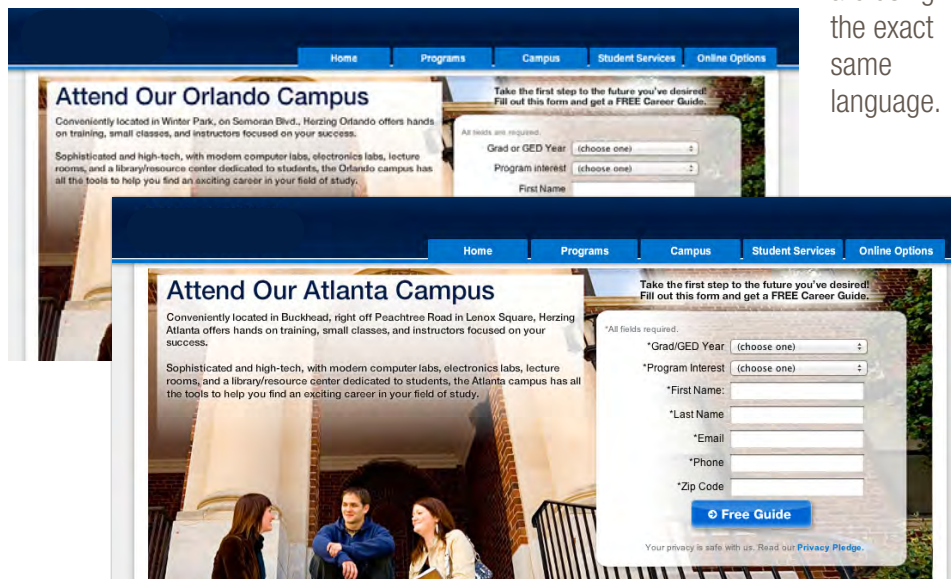 the exact
same
language.
Home Programs Campus Student Services Online Options
Attend Our Orlando Campus
Conveniently located in Winter Park, on Semoran Blvd., Herzing Orlando offers hands
on training, small classes, and instructors focused on your success.
Sophisticated and high-tech, with modern computer labs, electronics labs, lecture
rooms, and a library/resource center dedicated to students, the Orlando campus has
all the tools to help you find an exciting career in your field of study.
Take the first step to the future you've desired!
Fill out this form and get a FREE Career Guide.
All fields are required.
Grad or GED Year (choose one)
Program interest (choose one)
First Name
Home Programs Campus Student Services Online Options
Attend Our Atlanta Campus
Conveniently located in Buckhead, right off Peachtree Road in Lenox Square, Herzing
Atlanta offers hands on training, small classes, and instructors focused on your
success.
Sophisticated and high-tech, with modern computer labs, electronics labs, lecture
rooms, and a library/resource center dedicated to students, the Atlanta campus has all
the tools to help you find an exciting career in your field of study.
Take the first step to the future you've desired!
Fill out this form and get a FREE Career Guide.
*All fields required.
*Grad/GED Year (choose one)
*Program Interest (choose one)
*First Name:
*Last Name
*Email
*Phone
*Zip Code
Free Guide
Your privacy is safe with us. Read our Privacy Pledge.